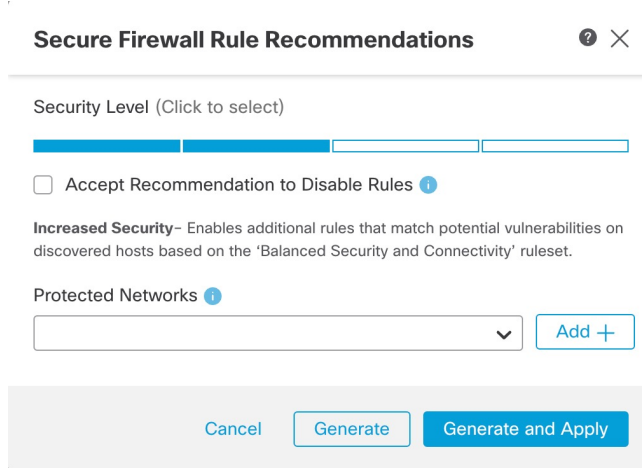 Secure Firewall Rule Recommendations
Security Level (Click to select)
Accept Recommendation to Disable Rules
Increased Security– Enables additional rules that match potential vulnerabilities on
discovered hosts based on the ‘Balanced Security and Connectivity’ ruleset.
Protected Networks
Add +
Cancel
Generate
Generate and Apply